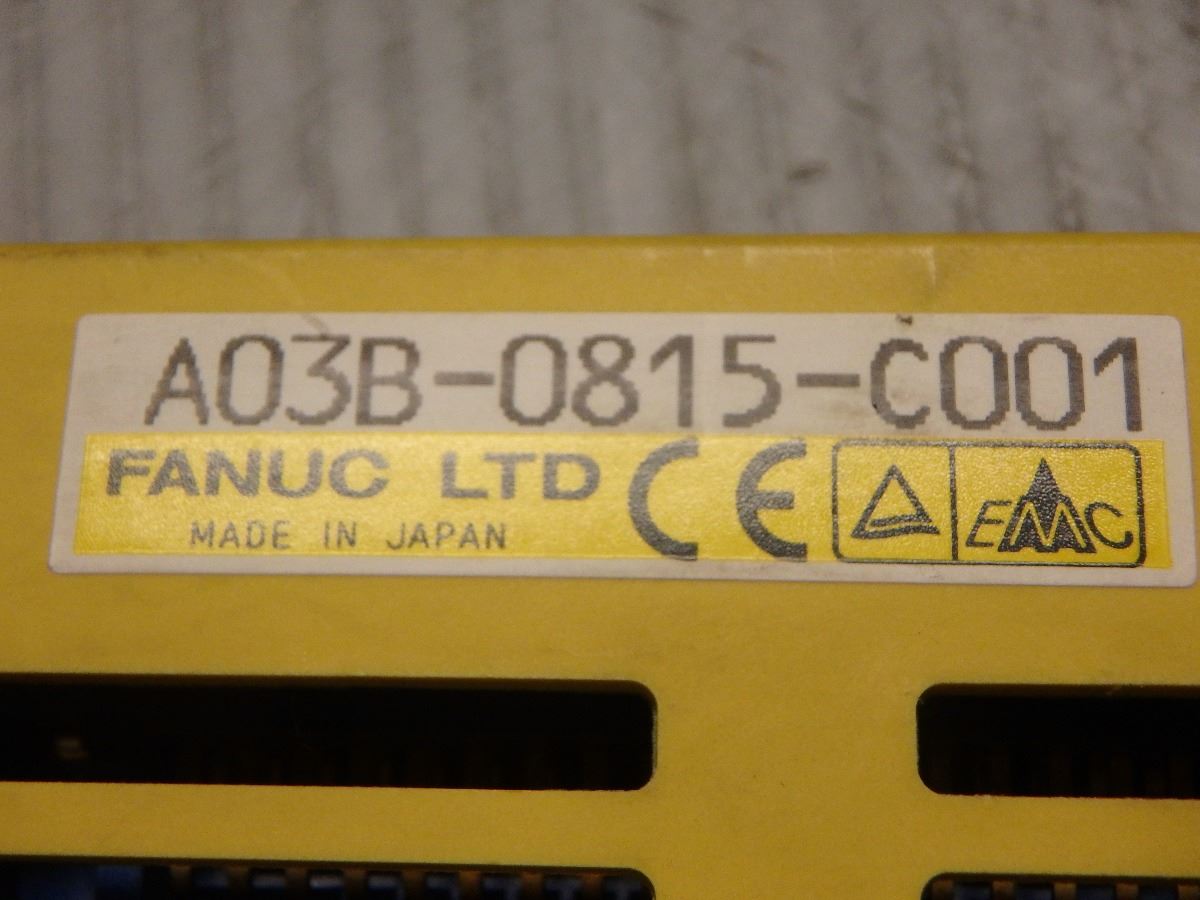 A03B-0815-C001
FANUC LTD CE EMC
MADE IN JAPAN